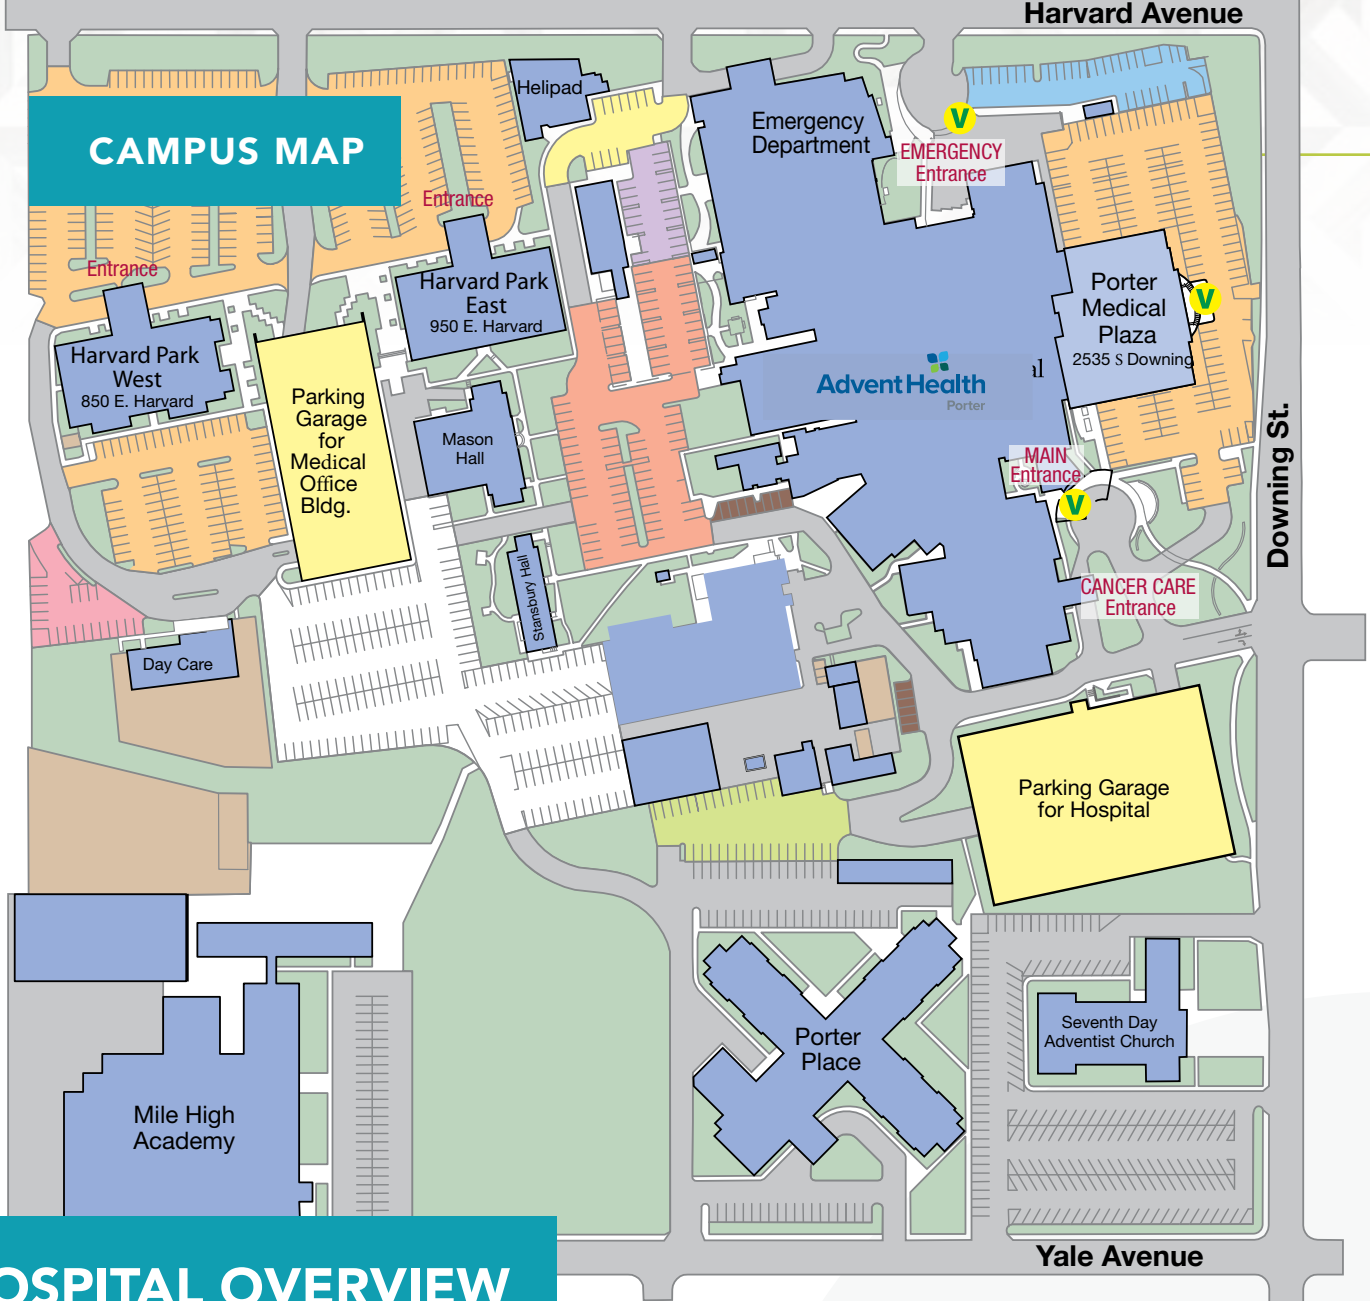 Harvard Avenue
CAMPUS MAP
Helipad
Emergency
Department
V
EMERGENCY
Entrance
Entrance
Entrance
Harvard Park
East
950 E. Harvard
Harvard Park
West
850 E. Harvard
Porter
Medical
Plaza
2535 S Downing
V
AdventHealth
Porter
al
Parking
Garage
for
Medical
Office
Bldg.
Mason
Hall
MAIN
Entrance
V
Downing St.
Stansbury Hall
CANCER CARE
Entrance
Day Care
Parking Garage
for Hospital
Porter
Place
Seventh Day
Adventist Church
Mile High
Academy
Yale Avenue
OSPITAL OVERVIEW